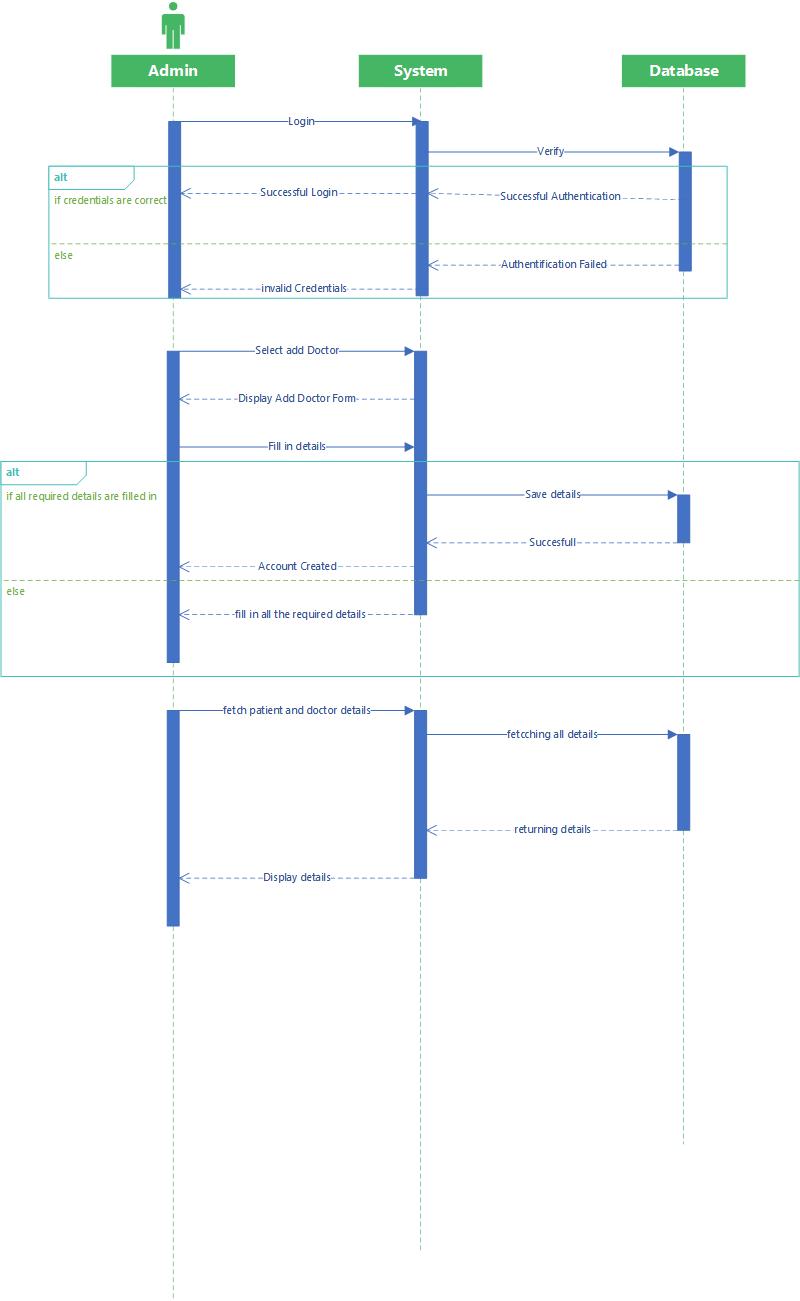 Admin
System
Database
Login
Verify
alt
if credentials are correct
Successful Login
Successful Authentication
else
Authentification Failed
invalid Credentials
Select add Doctor
Display Add Doctor Form
Fill in details
alt
if all required details are filled in
Save details
Succesfull
Account Created
else
fill in all the required details
fetch patient and doctor details
fetcching all details
returning details
Display details